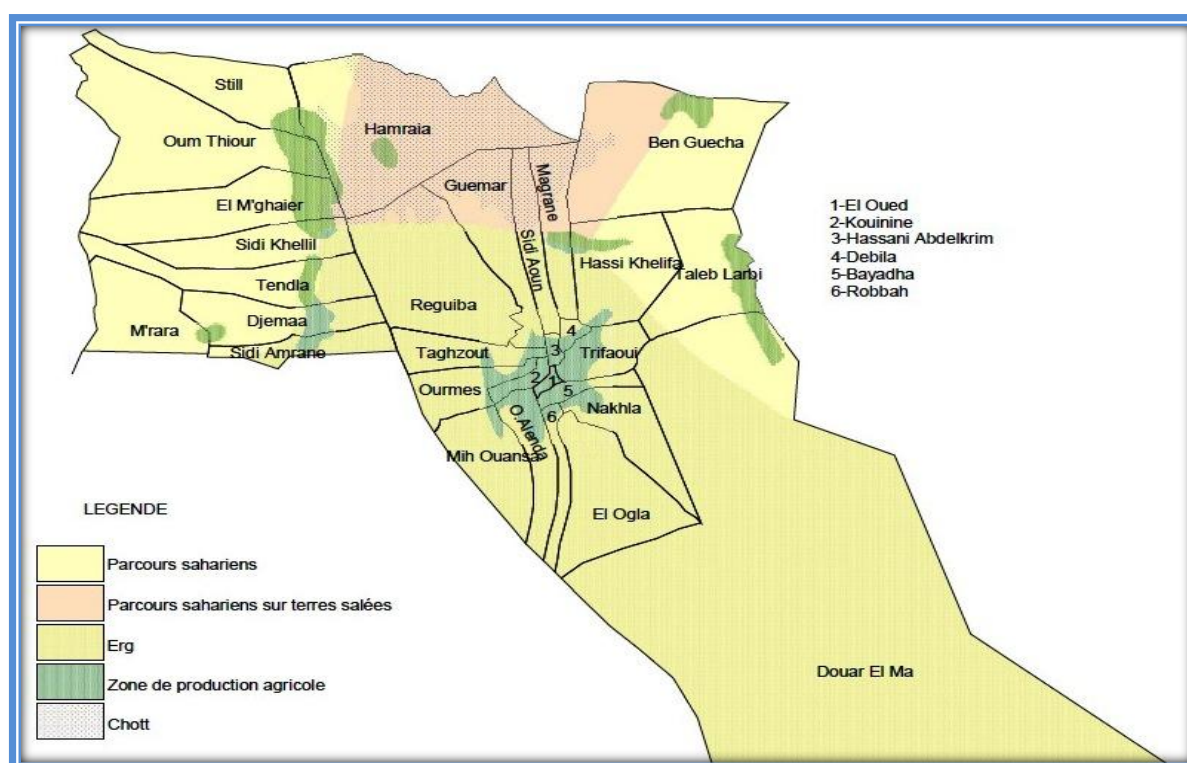 Still
Hamraia
Oum Thiour
Ben Guecha
Guemar
Magrane
El M'ghaier
Sidi Khellil
Sidi Aoun
Hassi Khelifa
Taleb Larbi
Tendla
Reguiba
M'rara
Djemaa
Sidi Amrane
Taghzout
Trifaoui
Ourmes
Nakhla
O.Alenda
Mih Ouansa
El Ogla
Douar El Ma
4
3
2
1
5
6
1-El Oued
2-Kouinine
3-Hassani Abdelkrim
4-Debila
5-Bayadha
6-Robbah
LEGENDE
Parcours sahariens
Parcours sahariens sur terres salées
Erg
Zone de production agricole
Chott